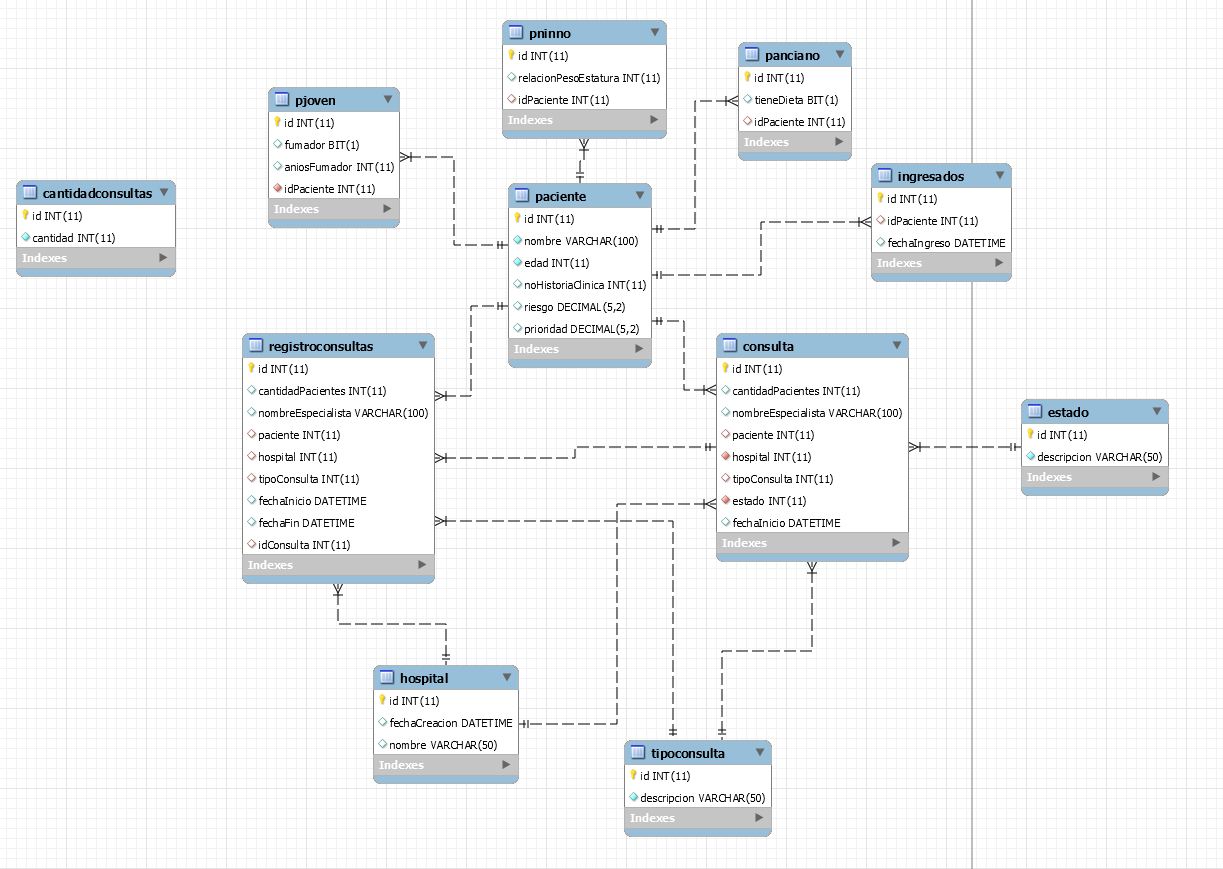 pninno
id INT(11)
relacionPesoEstatura INT(11)
idPaciente INT(11)
Indexes
panciano
id INT(11)
tieneDieta BIT(1)
idPaciente INT(11)
Indexes
pjoven
id INT(11)
fumador BIT(1)
aniosFumador INT(11)
idPaciente INT(11)
Indexes
ingresados
id INT(11)
idPaciente INT(11)
fechaIngreso DATETIME
Indexes
cantidadconsultas
id INT(11)
cantidad INT(11)
Indexes
paciente
id INT(11)
nombre VARCHAR(100)
edad INT(11)
noHistoriaClinica INT(11)
riesgo DECIMAL(5,2)
prioridad DECIMAL(5,2)
Indexes
registroconsultas
id INT(11)
cantidadPacientes INT(11)
nombreEspecialista VARCHAR(100)
paciente INT(11)
hospital INT(11)
tipoConsulta INT(11)
fechaInicio DATETIME
fechaFin DATETIME
idConsulta INT(11)
Indexes
consulta
id INT(11)
cantidadPacientes INT(11)
nombreEspecialista VARCHAR(100)
paciente INT(11)
hospital INT(11)
tipoConsulta INT(11)
estado INT(11)
fechaInicio DATETIME
Indexes
estado
id INT(11)
descripcion VARCHAR(50)
Indexes
hospital
id INT(11)
fechaCreacion DATETIME
nombre VARCHAR(50)
Indexes
tipoconsulta
id INT(11)
descripcion VARCHAR(50)
Indexes